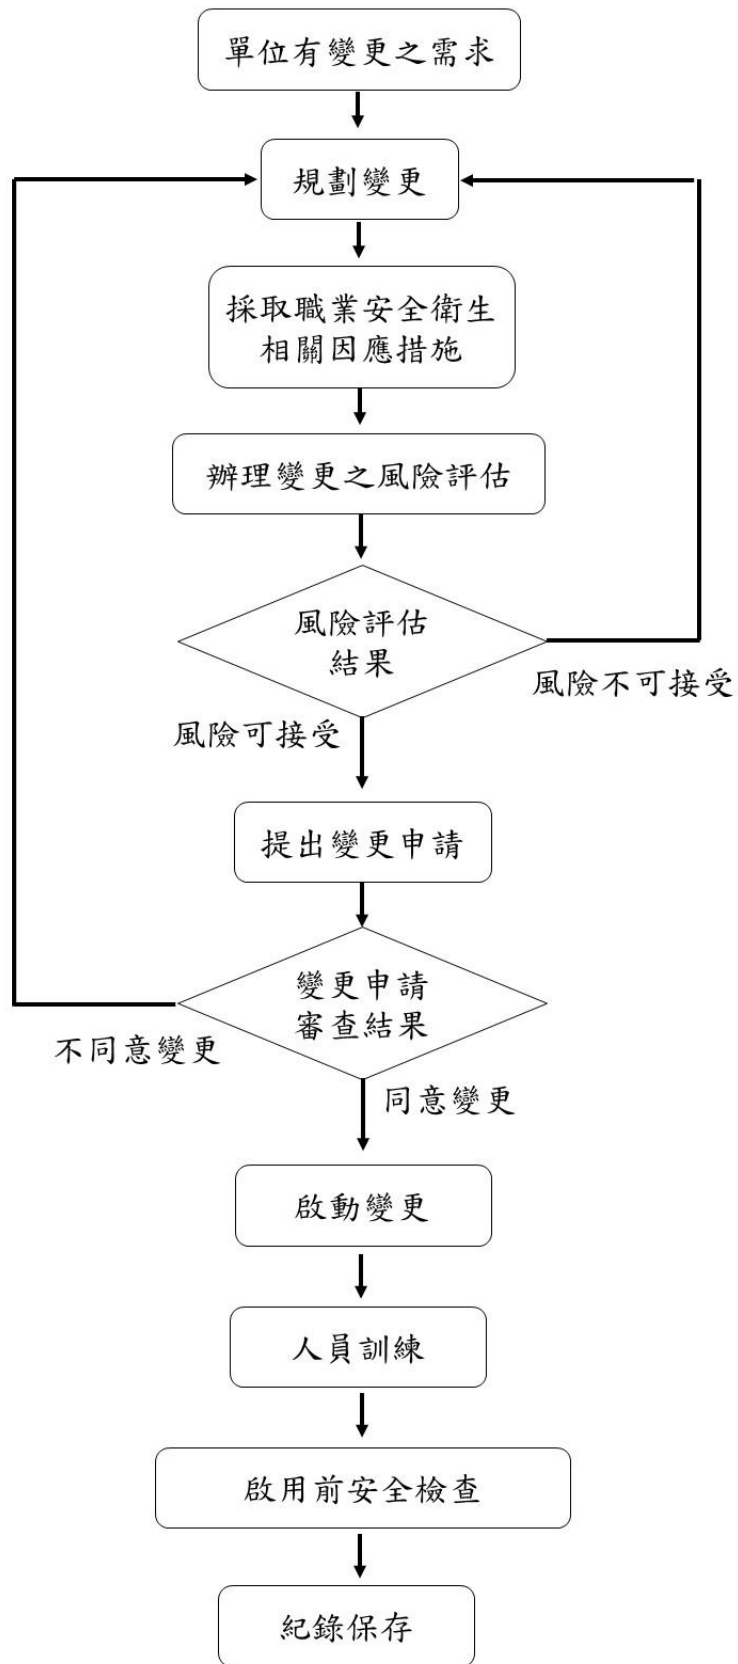 單位有變更之需求
規劃變更
採取職業安全衛生
相關因應措施
辦理變更之風險評估
風險評估
結果
風險不可接受
風險可接受
提出變更申請
變更申請
審查結果
不同意變更
同意變更
啟動變更
人員訓練
啟用前安全檢查
紀錄保存